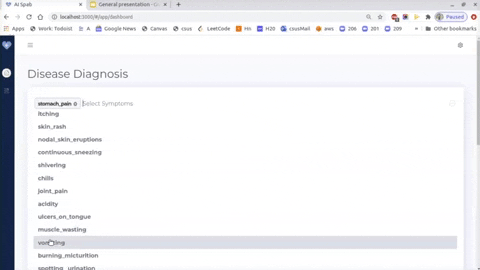 AI Spab
General presentation - G
Paused
localhost:3000/#/app/dashboard
Apps
Work: Todoist
A
B
Google News
Canvas
csus
LeetCode
Hn
H20
csusMail
aws
206
201
209
» Other bookmarks
Disease Diagnosis
stomach_pain
Select Symptoms
itching
skin_rash
nodal_skin_eruptions
continuous_sneezing
shivering
chills
joint_pain
acidity
ulcers_on_tongue
muscle_wasting
vomiting
burning_micturition
spotting_ urination